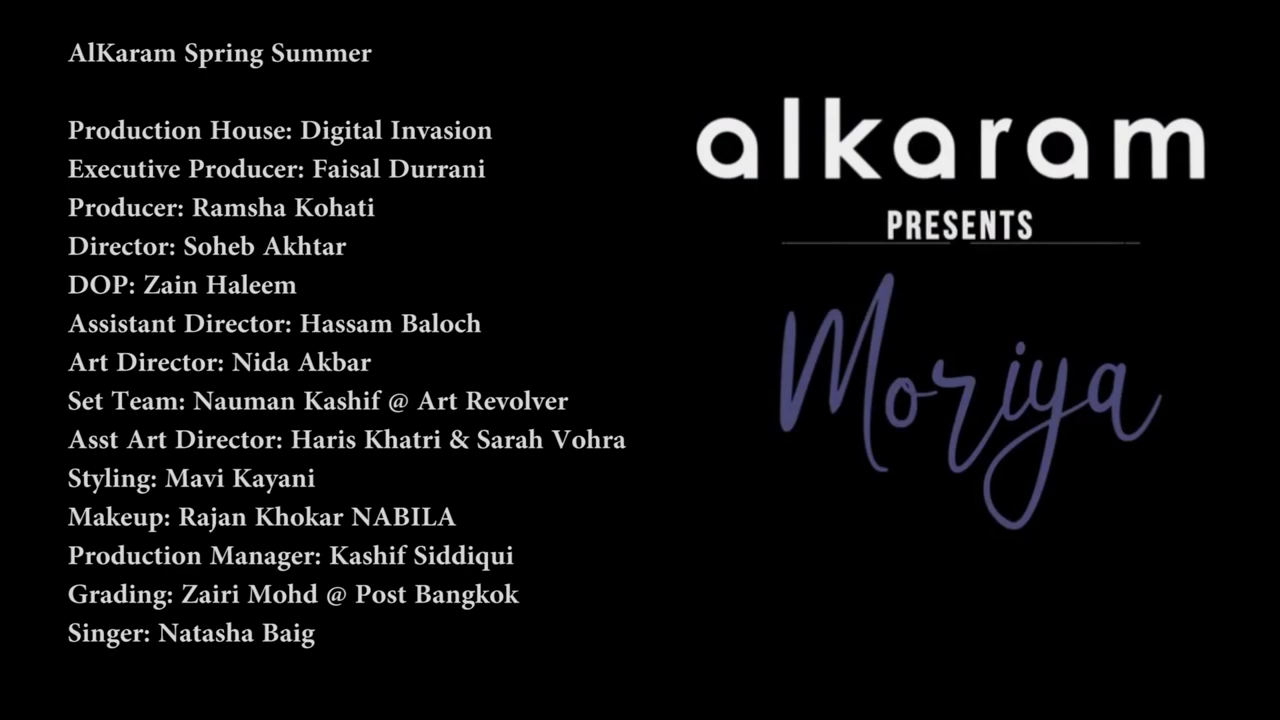 AlKaram Spring Summer
Production House: Digital Invasion
Executive Producer: Faisal Durrani
Producer: Ramsha Kohati
Director: Soheb Akhtar
DOP: Zain Haleem
Assistant Director: Hassam Baloch
Art Director: Nida Akbar
Set Team: Nauman Kashif @ Art Revolver
Asst Art Director: Haris Khatri & Sarah Vohra
Styling: Mavi Kayani
Makeup: Rajan Khokar NABILA
Production Manager: Kashif Siddiqui
Grading: Zairi Mohd @ Post Bangkok
Singer: Natasha Baig
alkaram
PRESENTS
Moriya